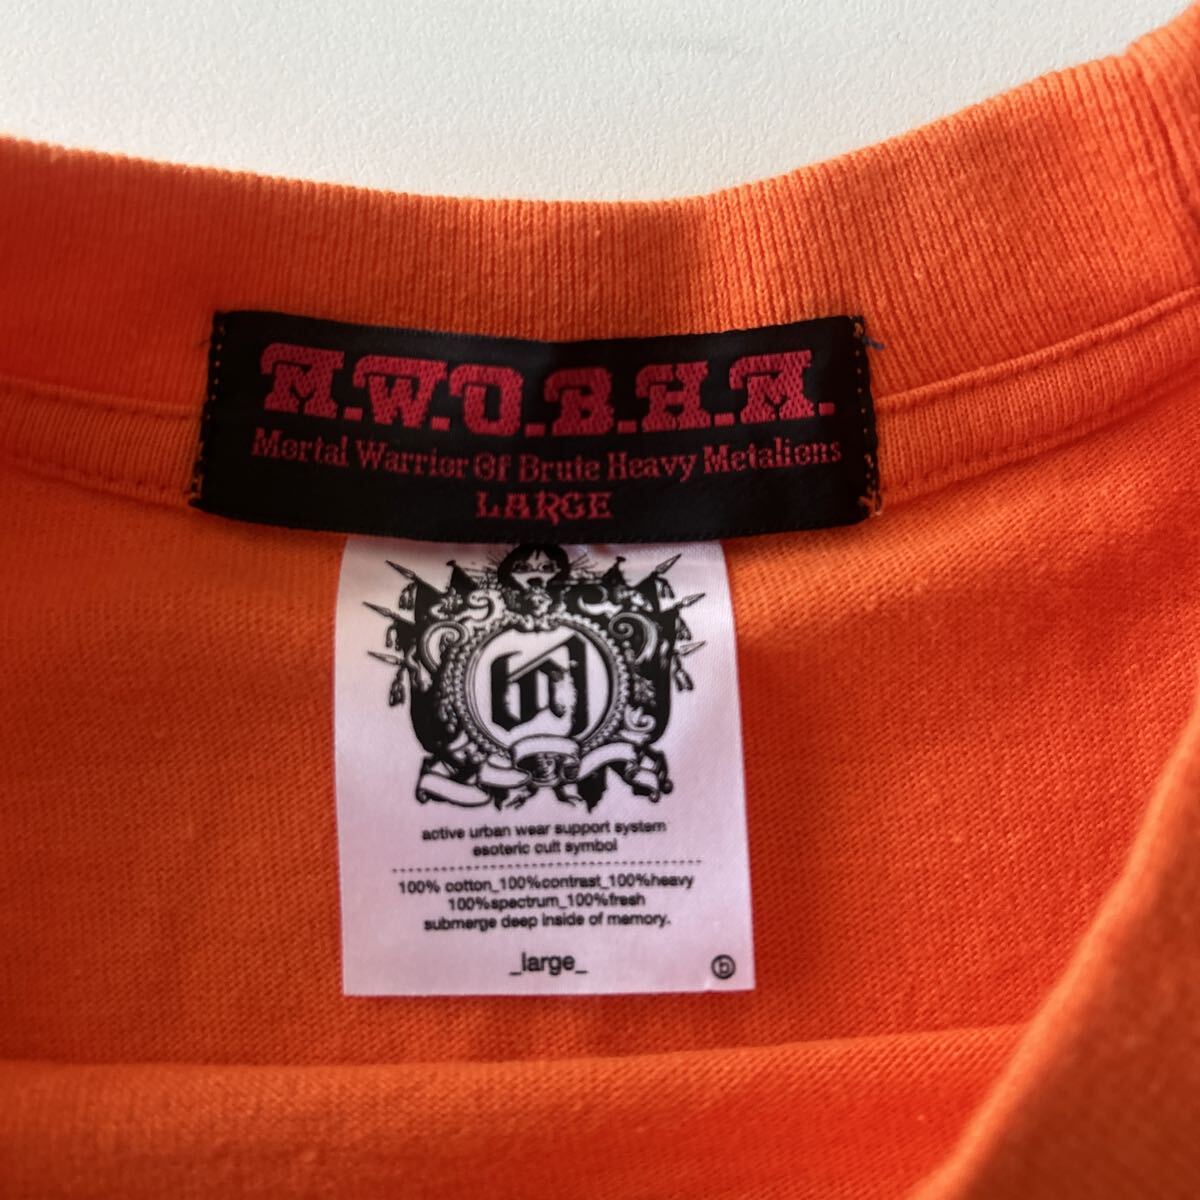 M.W.O.B.H.M.
Mortal Warrior Of Brute Heavy Metalions
LARGE
active urban wear support system
esoteric cult symbol
100% cotton_100%contrast_100%heavy
100%spectrum_100%fresh
submerge deep inside of memory.
_large_
b